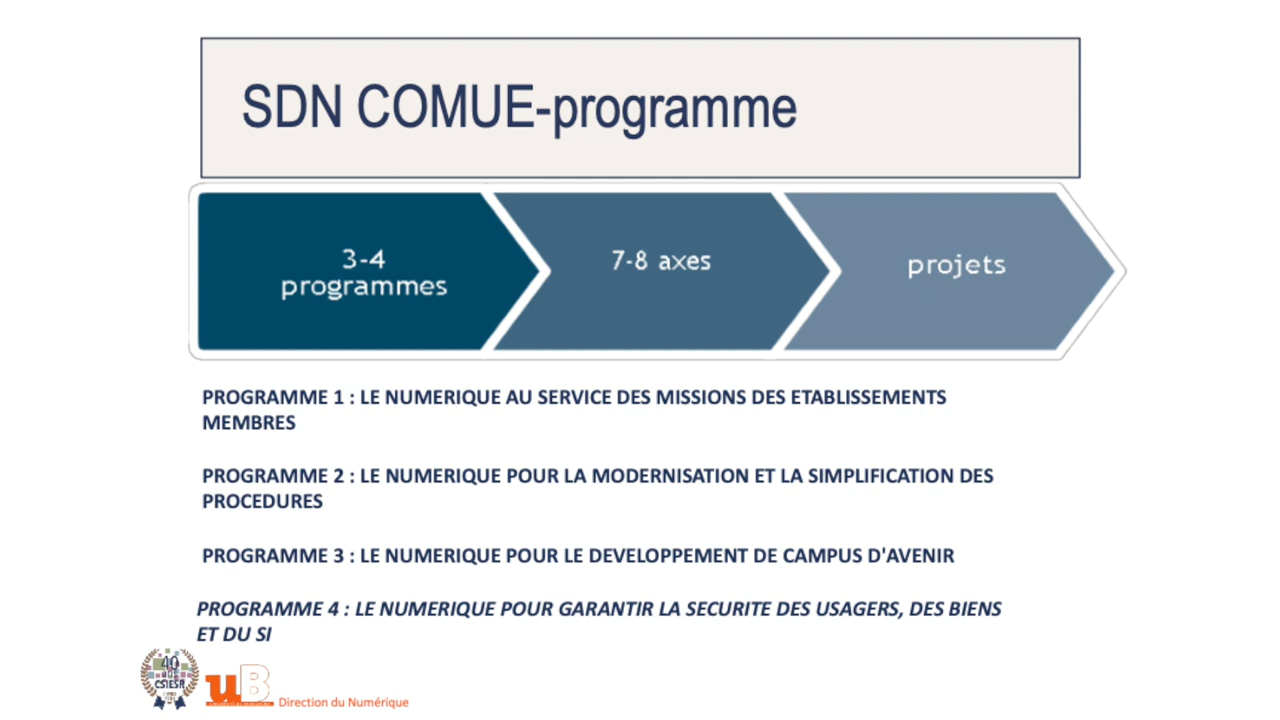 SDN COMUE-programme
3-4
programmes
7-8 axes
projets
PROGRAMME 1 : LE NUMERIQUE AU SERVICE DES MISSIONS DES ETABLISSEMENTS
MEMBRES
PROGRAMME 2 : LE NUMERIQUE POUR LA MODERNISATION ET LA SIMPLIFICATION DES
PROCEDURES
PROGRAMME 3 : LE NUMERIQUE POUR LE DEVELOPPEMENT DE CAMPUS D'AVENIR
PROGRAMME 4 : LE NUMERIQUE POUR GARANTIR LA SECURITE DES USAGERS, DES BIENS
ET DU SI
40
ANS
CSIESR
uB
Direction du Numérique